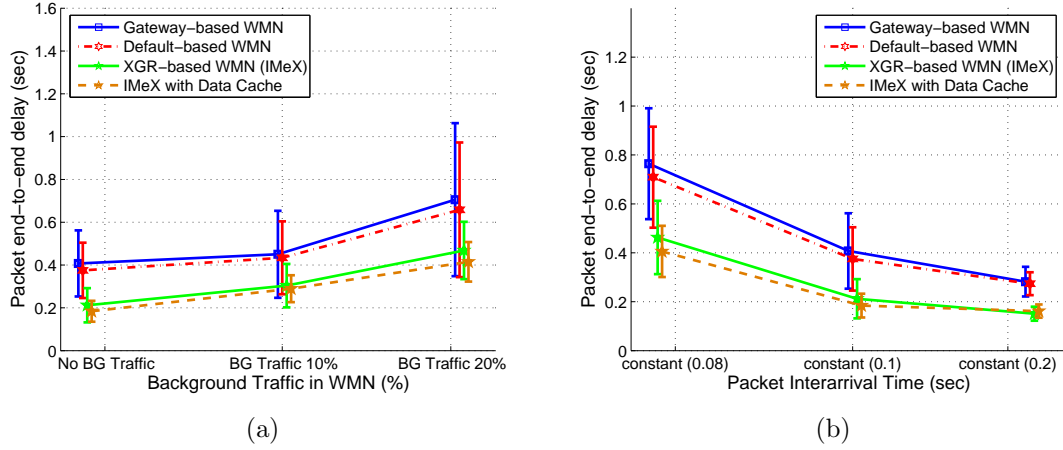 1.6
1.4
1.2
1
0.8
0.6
0.4
0.2
0
Packet end−to−end delay (sec)
Gateway−based WMN
Default−based WMN
XGR−based WMN (IMeX)
IMeX with Data Cache
No BG Traffic BG Traffic 10% BG Traffic 20%
Background Traffic in WMN (%)
(a)
1.2
1
0.8
0.6
0.4
0.2
0
Packet end−to−end delay (sec)
Gateway−based WMN
Default−based WMN
XGR−based WMN (IMeX)
IMeX with Data Cache
constant (0.08) constant (0.1) constant (0.2)
Packet Interarrival Time (sec)
(b)